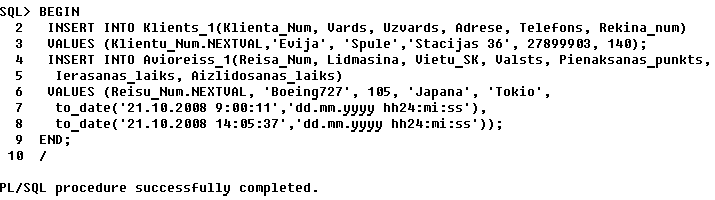 SQL> BEGIN
  2   INSERT INTO Klients_1(Klienta_Num, Vards, Uzvards, Adrese, Telefons, Rekina_num)
  3   VALUES (Klientu_Num.NEXTVAL,'Evija', 'Spule','Stacijas 36', 27899903, 140);
  4   INSERT INTO Avioreiss_1(Reisa_Num, Lidmasina, Vietu_SK, Valsts, Pienaksanas_punkts,
  5    Ierasanas_laiks, Aizlidosanas_laiks)
  6   VALUES (Reisu_Num.NEXTVAL, 'Boeing727', 105, 'Japana', 'Tokio',
  7    to_date('21.10.2008 9:00:11','dd.mm.yyyy hh24:mi:ss'),
  8    to_date('21.10.2008 14:05:37','dd.mm.yyyy hh24:mi:ss'));
  9  END;
 10  /
PL/SQL procedure successfully completed.